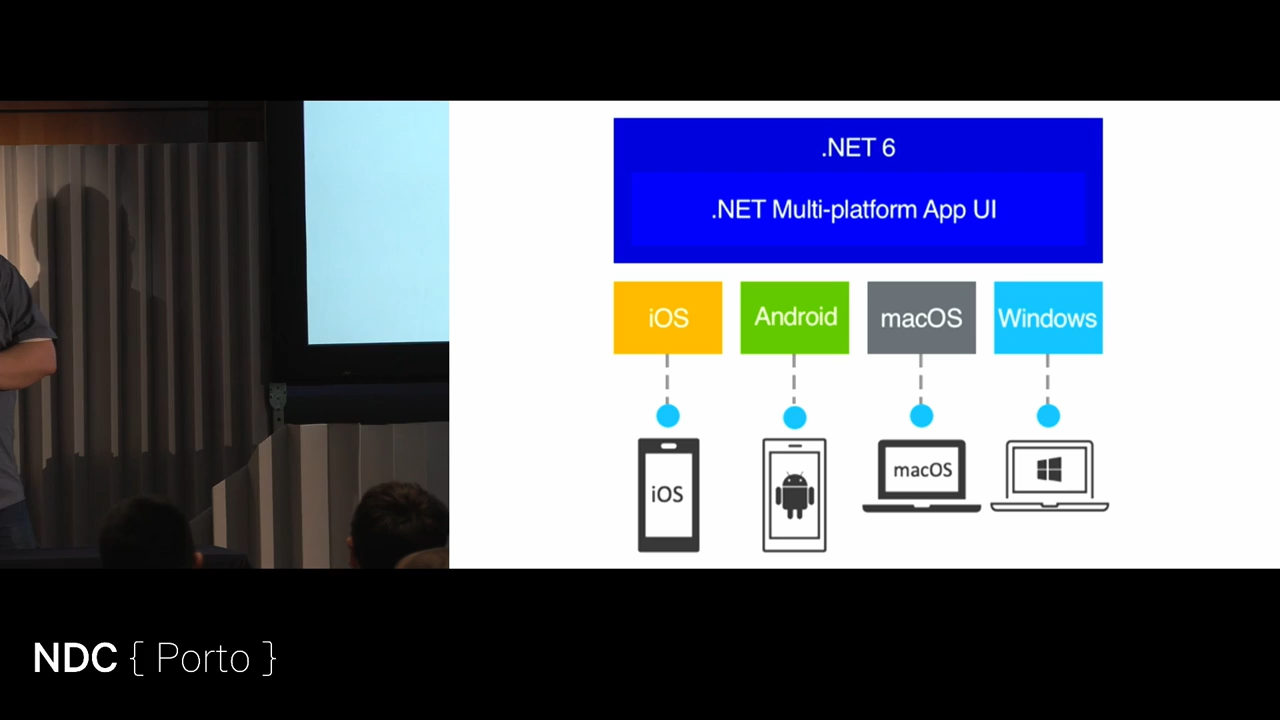 .NET 6
.NET Multi-platform App UI
iOS
Android
macOS
Windows
iOS
macOS
NDC { Porto }